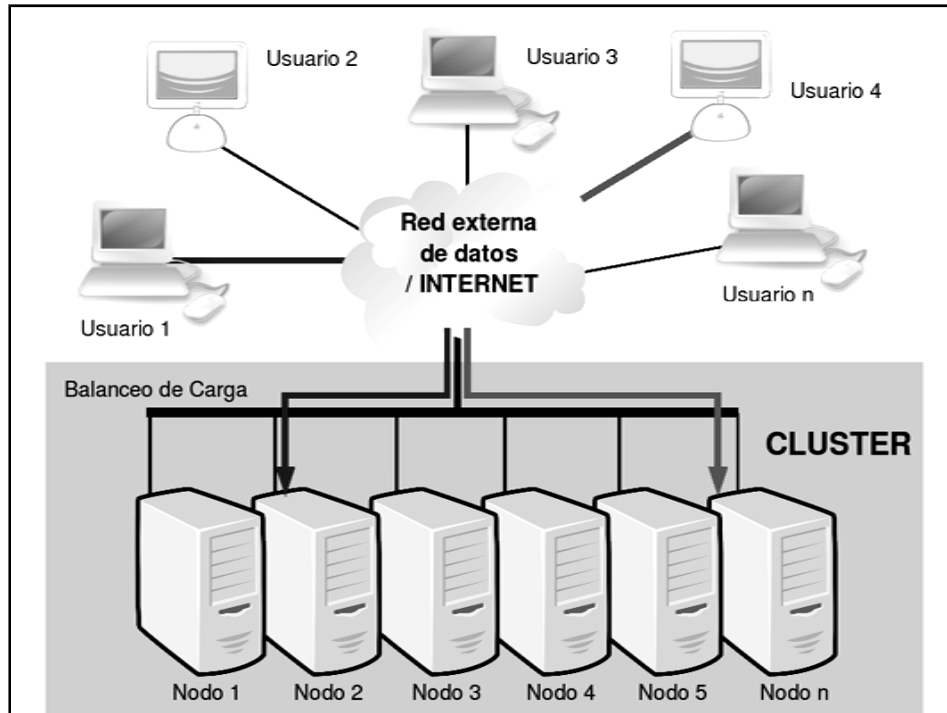 Usuario 2
Usuario 3
Usuario 4
Red externa
de datos
/ INTERNET
Usuario n
Usuario 1
Balanceo de Carga
CLUSTER
Nodo 1
Nodo 2
Nodo 3
Nodo 4
Nodo 5
Nodo n